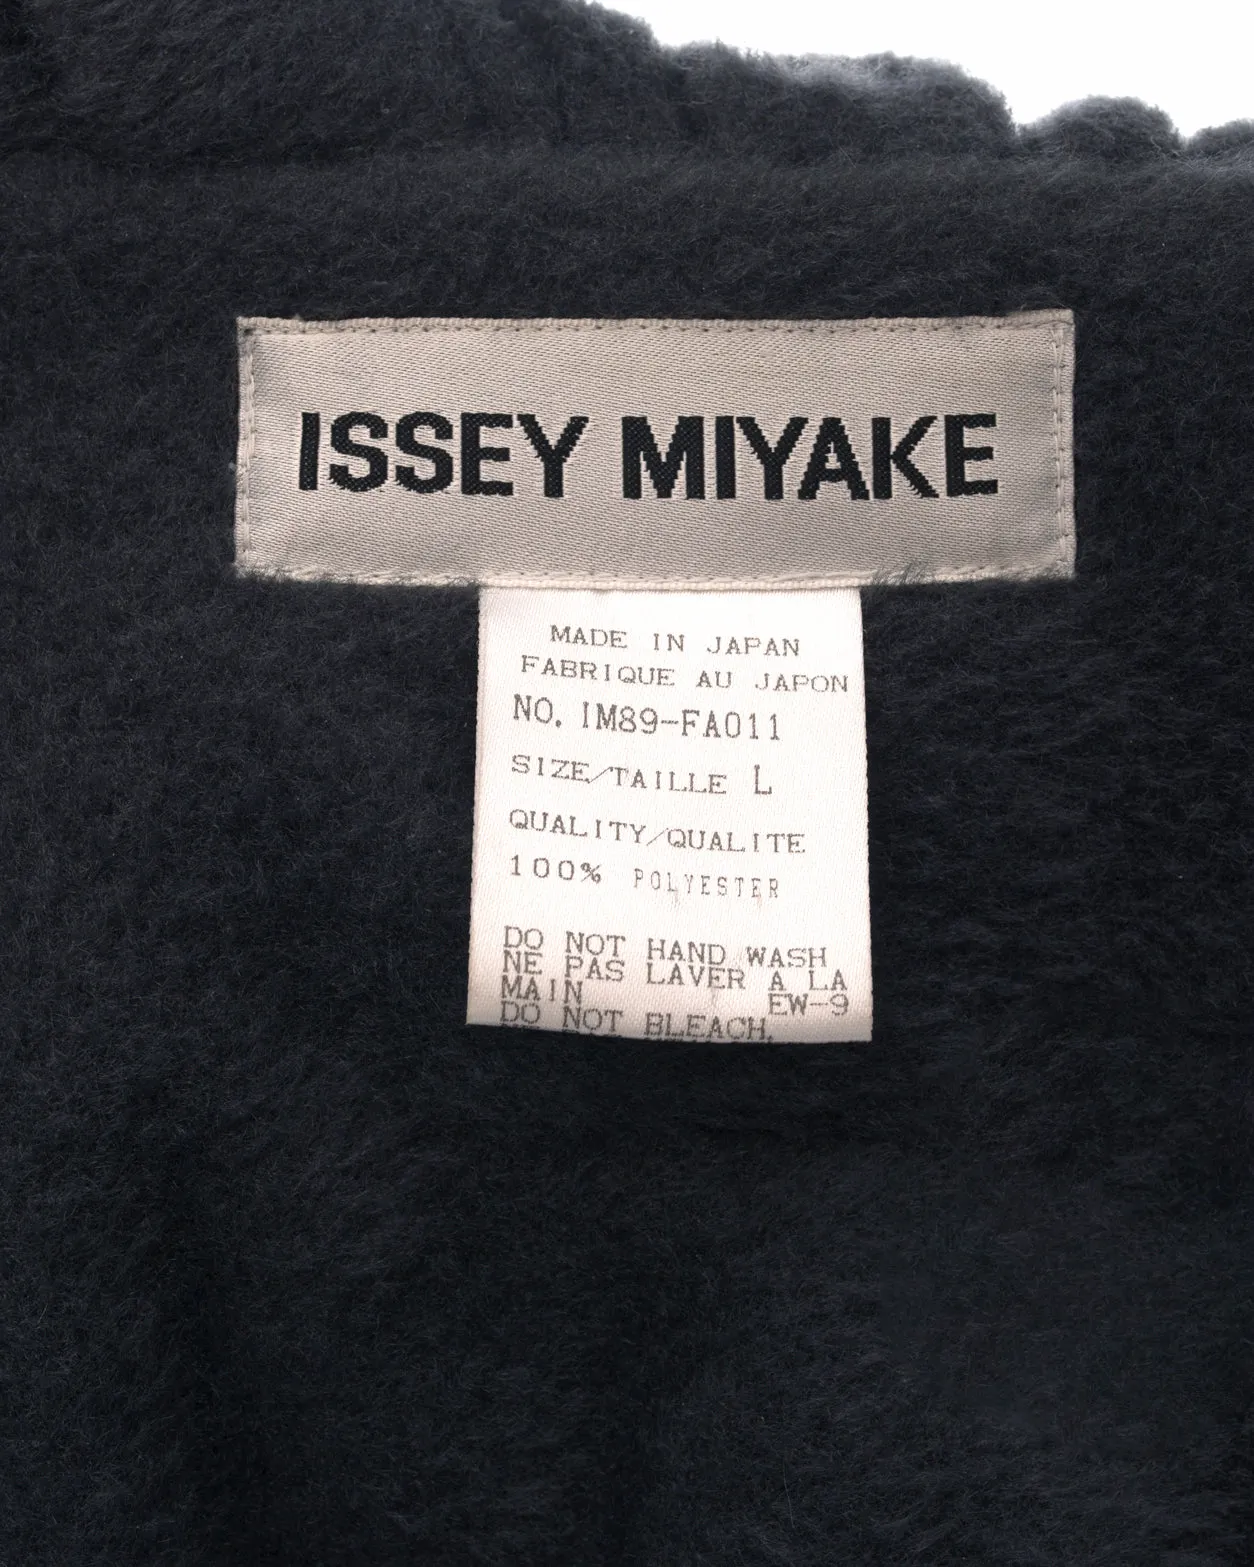 ISSEY MIYAKE
MADE IN JAPAN
FABRIQUE AU JAPON
NO. IM89-FA011
SIZE/TAILLE L
QUALITY/QUALITE
100% POLYESTER
DO NOT HAND WASH
NE PAS LAVER A LA
MAIN EW-9
DO NOT BLEACH.